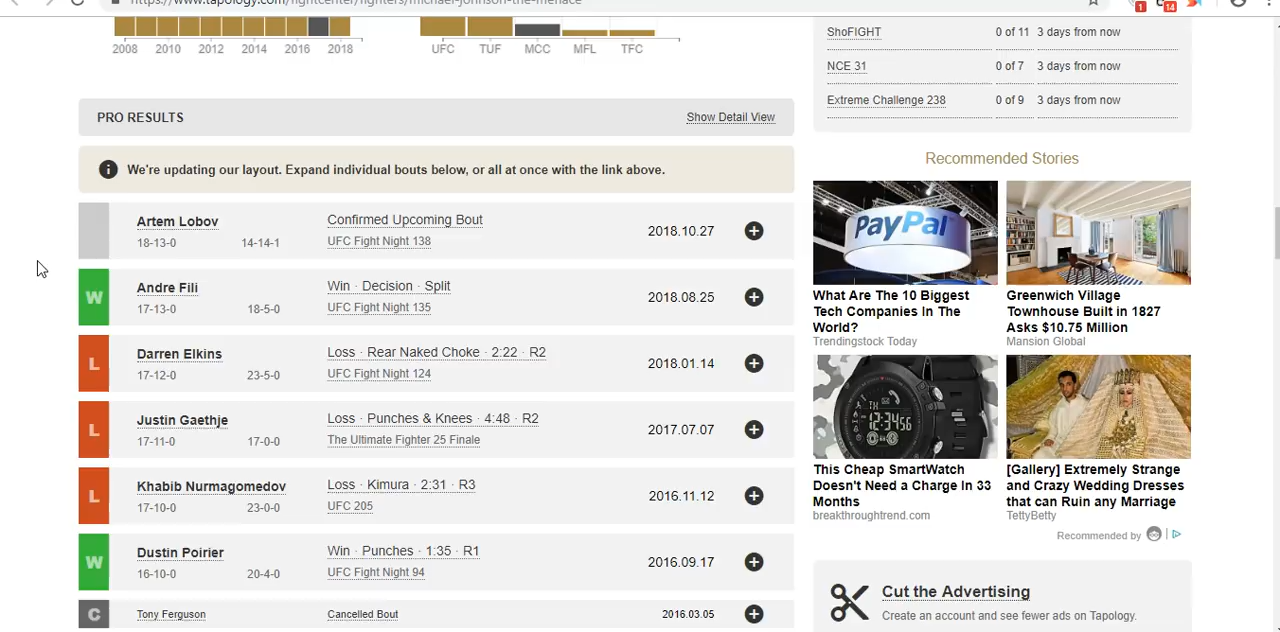 https://www.tapology.com/fightcenter/fighters/michael-johnson-the-menace
1
14
2008 2010 2012 2014 2016 2018
UFC TUF MCC MFL TFC
PRO RESULTS
Show Detail View
We're updating our layout. Expand individual bouts below, or all at once with the link above.
Artem Lobov
18-13-0 14-14-1
Confirmed Upcoming Bout
UFC Fight Night 138
2018.10.27
W
Andre Fili
17-13-0 18-5-0
Win · Decision · Split
UFC Fight Night 135
2018.08.25
L
Darren Elkins
17-12-0 23-5-0
Loss · Rear Naked Choke · 2:22 · R2
UFC Fight Night 124
2018.01.14
L
Justin Gaethje
17-11-0 17-0-0
Loss · Punches & Knees · 4:48 · R2
The Ultimate Fighter 25 Finale
2017.07.07
L
Khabib Nurmagomedov
17-10-0 23-0-0
Loss · Kimura · 2:31 · R3
UFC 205
2016.11.12
W
Dustin Poirier
16-10-0 20-4-0
Win · Punches · 1:35 · R1
UFC Fight Night 94
2016.09.17
C
Tony Ferguson
Cancelled Bout
2016.03.05
ShoFIGHT 0 of 11 3 days from now
NCE 31 0 of 7 3 days from now
Extreme Challenge 238 0 of 9 3 days from now
Recommended Stories
PayPal
What Are The 10 Biggest
Tech Companies In The
World?
Trendingstock Today
Greenwich Village
Townhouse Built in 1827
Asks $10.75 Million
Mansion Global
This Cheap SmartWatch
Doesn't Need a Charge In 33
Months
breakthroughtrend.com
[Gallery] Extremely Strange
and Crazy Wedding Dresses
that can Ruin any Marriage
TettyBetty
Recommended by
Cut the Advertising
Create an account and see fewer ads on Tapology.